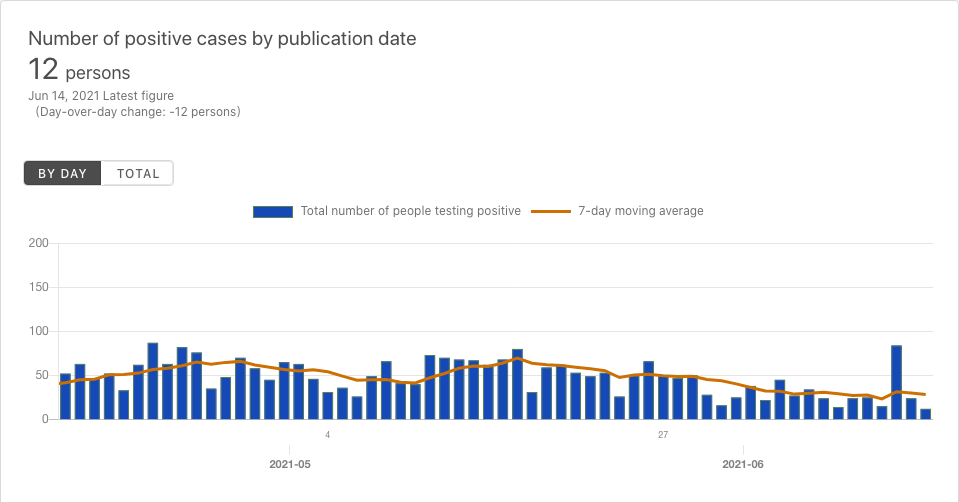 Number of positive cases by publication date
12 persons
Jun 14, 2021 Latest figure
(Day-over-day change: -12 persons)
BY DAY TOTAL
Total number of people testing positive 7-day moving average
200
150
100
50
0
4 27
2021-05 2021-06